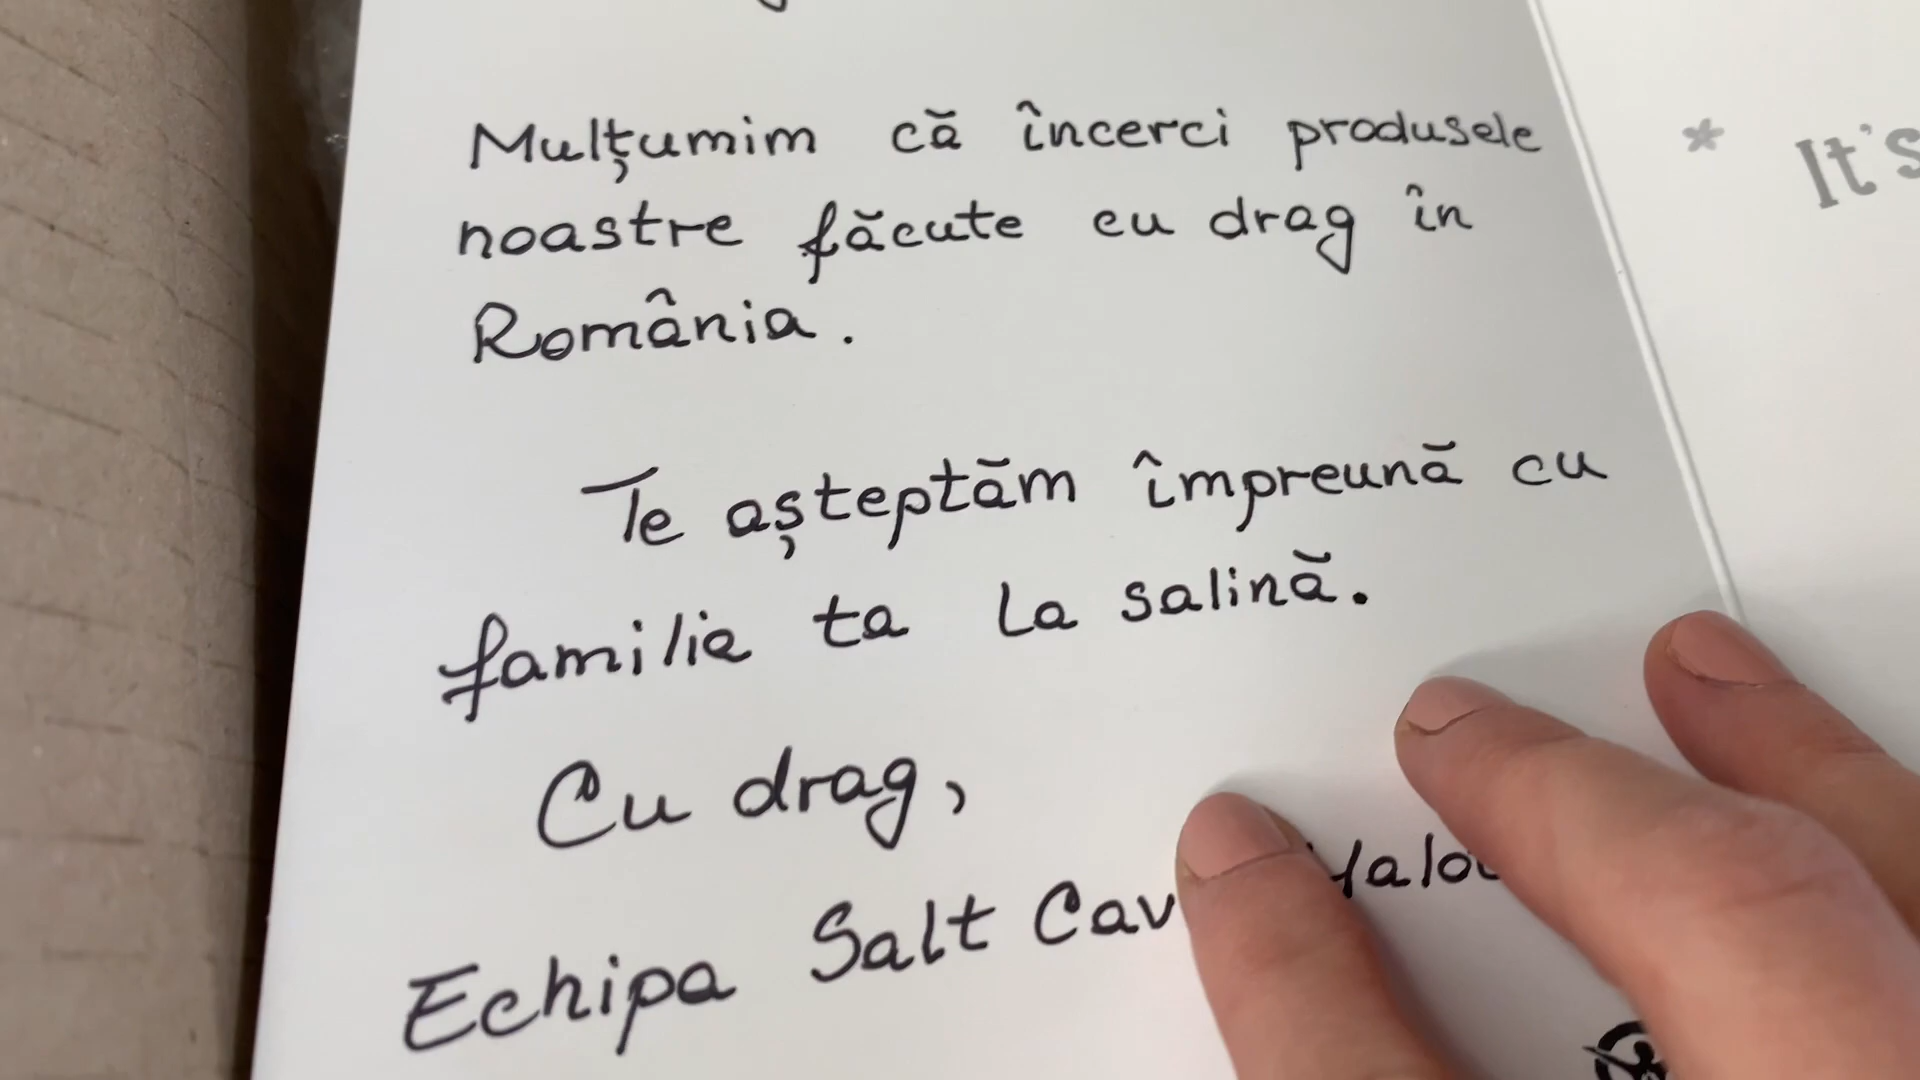 Mulțumim că încerci produsele
noastre făcute cu drag în
România.
Te așteptăm împreună cu
familia ta la salină.
Cu drag,
Echipa Salt
It's